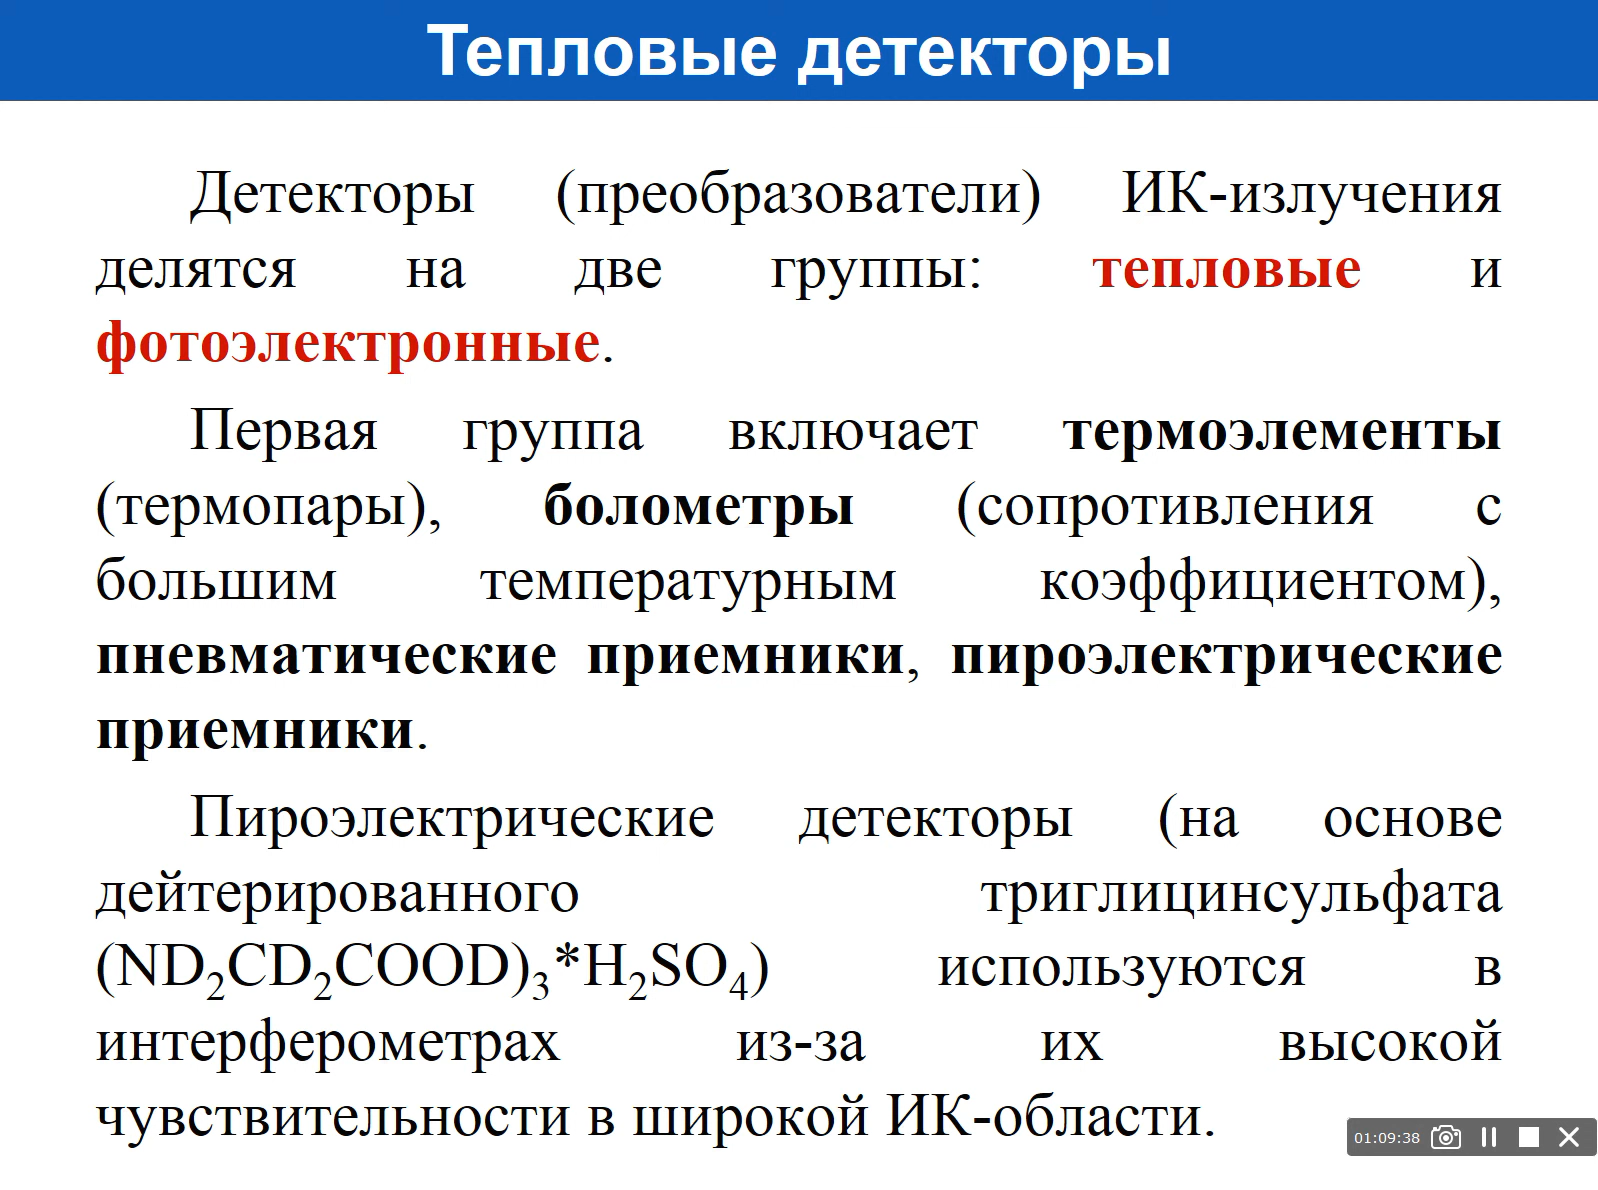 Тепловые детекторы
Детекторы (преобразователи) ИК-излучения
делятся на две группы: тепловые и
фотоэлектронные.
Первая группа включает термоэлементы
(термопары), болометры (сопротивления с
большим температурным коэффициентом),
пневматические приемники, пироэлектрические
приемники.
Пироэлектрические детекторы (на основе
дейтерированного триглицинсульфата
(ND₂CD₂COOD)₃*H₂SO₄) используются в
интерферометрах из-за их высокой
чувствительности в широкой ИК-области.
01:09:38